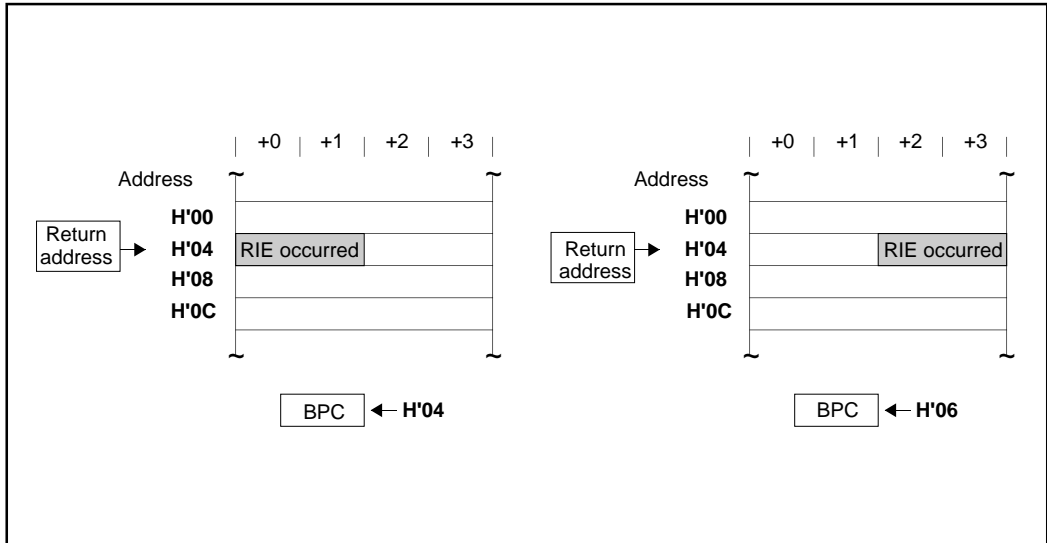 +0 +1 +2 +3
Address
H'00
Return address
H'04 RIE occurred
H'08
H'0C
BPC H'04
+0 +1 +2 +3
Address
H'00
Return address
H'04 RIE occurred
H'08
H'0C
BPC H'06